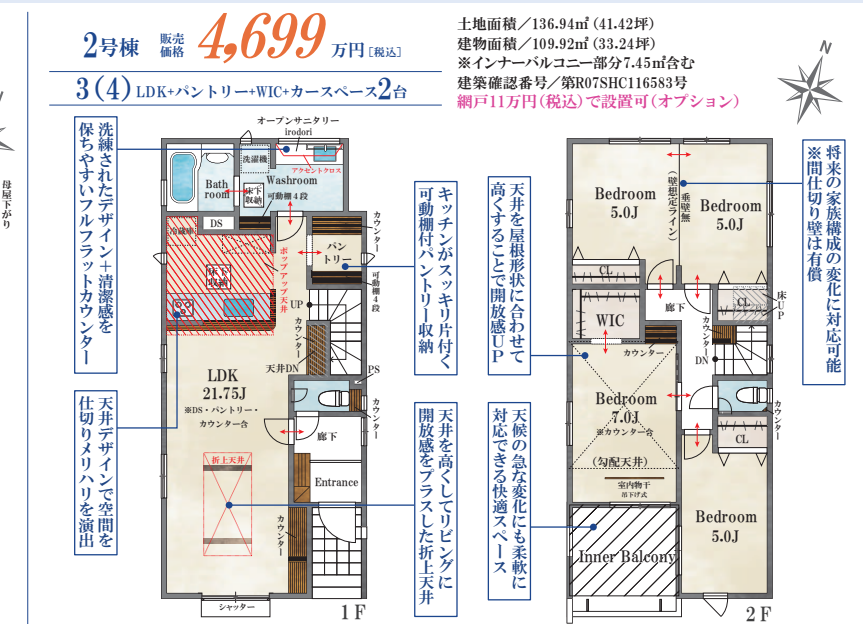 2号棟 販売価格 4,699万円[税込]
3(4)LDK+パントリー+WIC+カースペース2台
土地面積／136.94㎡(41.42坪)
建物面積／109.92㎡(33.24坪)
※インナーバルコニー部分7.45㎡含む
建築確認番号／第R07SHC116583号
網戸11万円(税込)で設置可(オプション)
N
母屋下がり
洗練されたデザイン+清潔感を
保ちやすいフルフラットカウンター
天井デザインで空間を
仕切りメリハリを演出
オープンサニタリー
irodori
洗濯機
アクセントクロス
Bath
room
床下
収納
Washroom
可動棚4段
DS
冷蔵庫
床下
収納
ポップアップ天井
パン
トリー
カウンター
可動棚4段
UP
カウンター
天井DN
PS
カウンター
LDK
21.75J
※DS・パントリー・
カウンター含
廊下
折上天井
Entrance
カウンター
シャッター
1F
キッチンがスッキリ片付く
可動棚付パントリー収納
天井を高くしてリビングに
開放感をプラスした折上天井
天井を屋根形状に合わせて
高くすることで開放感UP
天候の急な変化にも柔軟に
対応できる快適スペース
Bedroom
5.0J
(壁想定ライン)
垂壁無
Bedroom
5.0J
CL
CL
床UP
WIC
廊下
カウンター
カウンター
DN
Bedroom
7.0J
※カウンター含
(勾配天井)
室内物干
吊下げ式
カウンター
CL
Bedroom
5.0J
Inner Balcony
2F
将来の家族構成の変化に対応可能
※間仕切り壁は有償